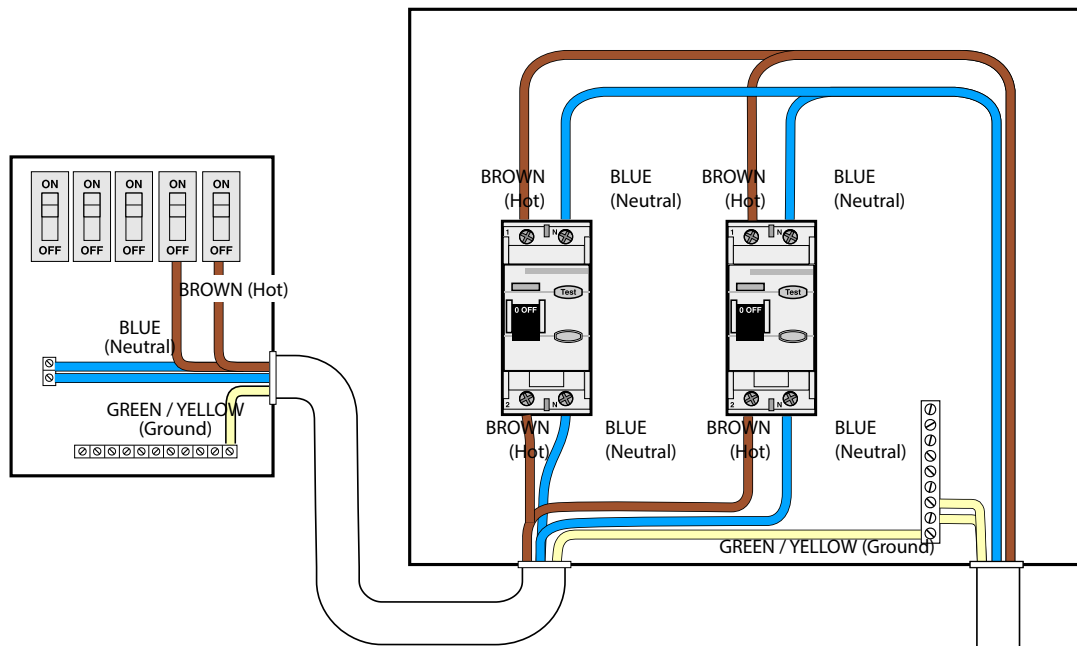 ON
ON
ON
ON
ON
OFF
OFF
OFF
OFF
OFF
BROWN (Hot)
BLUE
(Neutral)
GREEN / YELLOW
(Ground)
BROWN
(Hot)
BLUE
(Neutral)
BROWN
(Hot)
BLUE
(Neutral)
1
N
Test
0 OFF
2
N
1
N
Test
0 OFF
2
N
BROWN
(Hot)
BLUE
(Neutral)
BROWN
(Hot)
BLUE
(Neutral)
GREEN / YELLOW (Ground)